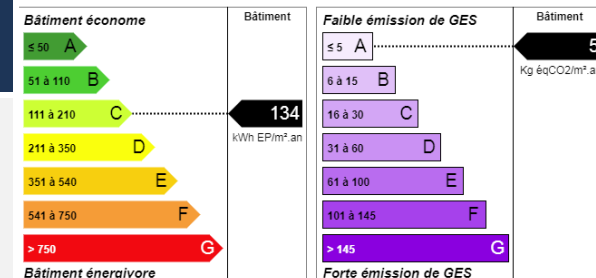 Bâtiment économe
Bâtiment
≤ 50 A
51 à 110 B
111 à 210 C
134
kWh EP/m².an
211 à 350 D
351 à 540 E
541 à 750 F
> 750 G
Bâtiment énergivore
Faible émission de GES
Bâtiment
≤ 5 A
5
Kg éqCO2/m².a
6 à 15 B
16 à 30 C
31 à 60 D
61 à 100 E
101 à 145 F
> 145 G
Forte émission de GES